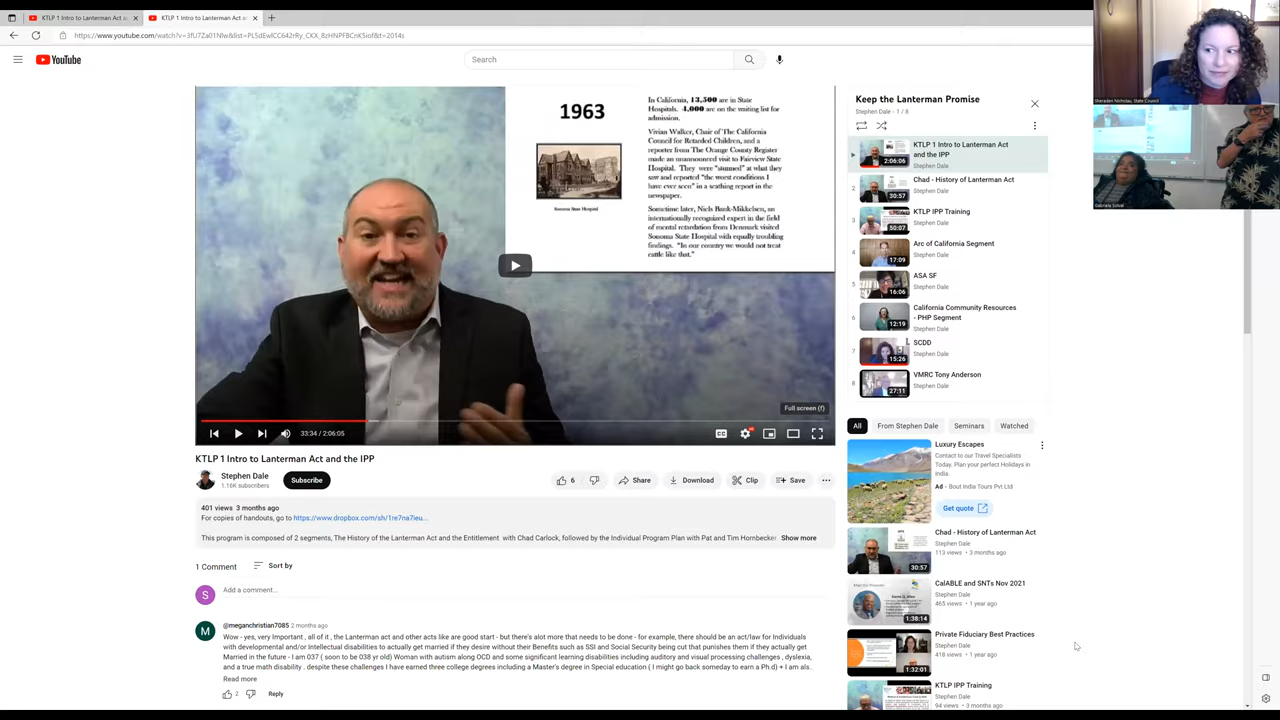 KTLP 1 Intro to Lanterman Act an
KTLP 1 Intro to Lanterman Act an
https://www.youtube.com/watch?v=3fU7Za01Nlw&list=PL5dEwlCC642rRy_CKX_8zHNPFBCnK5iof&t=2014s
YouTube
Search
1963
Sonoma State Hospital
In California, 13,500 are in State
Hospitals. 4,000 are on the waiting list for
admission.
Vivian Walker, Chair of The California
Council for Retarded Children, and a
reporter from The Orange County Register
made an unannounced visit to Fairview State
Hospital. They were "stunned" at what they
saw and reported "the worst conditions I
have ever seen" in a scathing report in the
newspaper.
Sometime later, Niels Bank-Mikkelsen, an
internationally recognized expert in the field
of mental retardation from Denmark visited
Sonoma State Hospital with equally troubling
findings. "In our country we would not treat
cattle like that."
Full screen (f)
33:34 / 2:06:05
CC
KTLP 1 Intro to Lanterman Act and the IPP
Stephen Dale
1.16K subscribers
Subscribe
6
Share
Download
Clip
Save
401 views 3 months ago
For copies of handouts, go to https://www.dropbox.com/sh/1re7na7ieu...
This program is composed of 2 segments, The History of the Lanterman Act and the Entitlement with Chad Carlock, followed by the Individual Program Plan with Pat and Tim Hornbecker. Show more
1 Comment
Sort by
S
Add a comment...
M
@meganchristian7085 2 months ago
Wow - yes, very Important , all of it , the Lanterman act and other acts like are good start - but there's alot more that needs to be done - for example, there should be an act/law for Individuals
with developmental and/or Intellectual disabilities to actually get married if they desire without their Benefits such as SSI and Social Security being cut that punishes them if they actually get
Married in the future - I am 037 ( soon to be 038 yr old) Woman with autism along OCD and some significant learning disabilities including auditory and visual processing challenges , dyslexia,
and a true math disability . despite these challenges I have earned three college degrees including a Master's degree in Special education ( I might go back someday to earn a Ph.d) + I am als.
Read more
2
Reply
Keep the Lanterman Promise
Stephen Dale - 1 / 8
2:06:06
KTLP 1 Intro to Lanterman Act
and the IPP
Stephen Dale
2
30:57
Chad - History of Lanterman Act
Stephen Dale
3
50:07
KTLP IPP Training
Stephen Dale
4
17:09
Arc of California Segment
Stephen Dale
5
16:06
ASA SF
Stephen Dale
6
12:19
California Community Resources
- PHP Segment
Stephen Dale
7
15:26
SCDD
Stephen Dale
8
27:11
VMRC Tony Anderson
Stephen Dale
All
From Stephen Dale
Seminars
Watched
Luxury Escapes
Contact to our Travel Specialists
Today. Plan your perfect Holidays in
india.
Ad • Bout India Tours Pvt Ltd
Get quote
30:57
Chad - History of Lanterman Act
Stephen Dale
113 views • 3 months ago
1:38:14
CalABLE and SNTs Nov 2021
Stephen Dale
465 views • 1 year ago
1:32:01
Private Fiduciary Best Practices
Stephen Dale
418 views • 1 year ago
KTLP IPP Training
Stephen Dale
94 views • 3 months ago